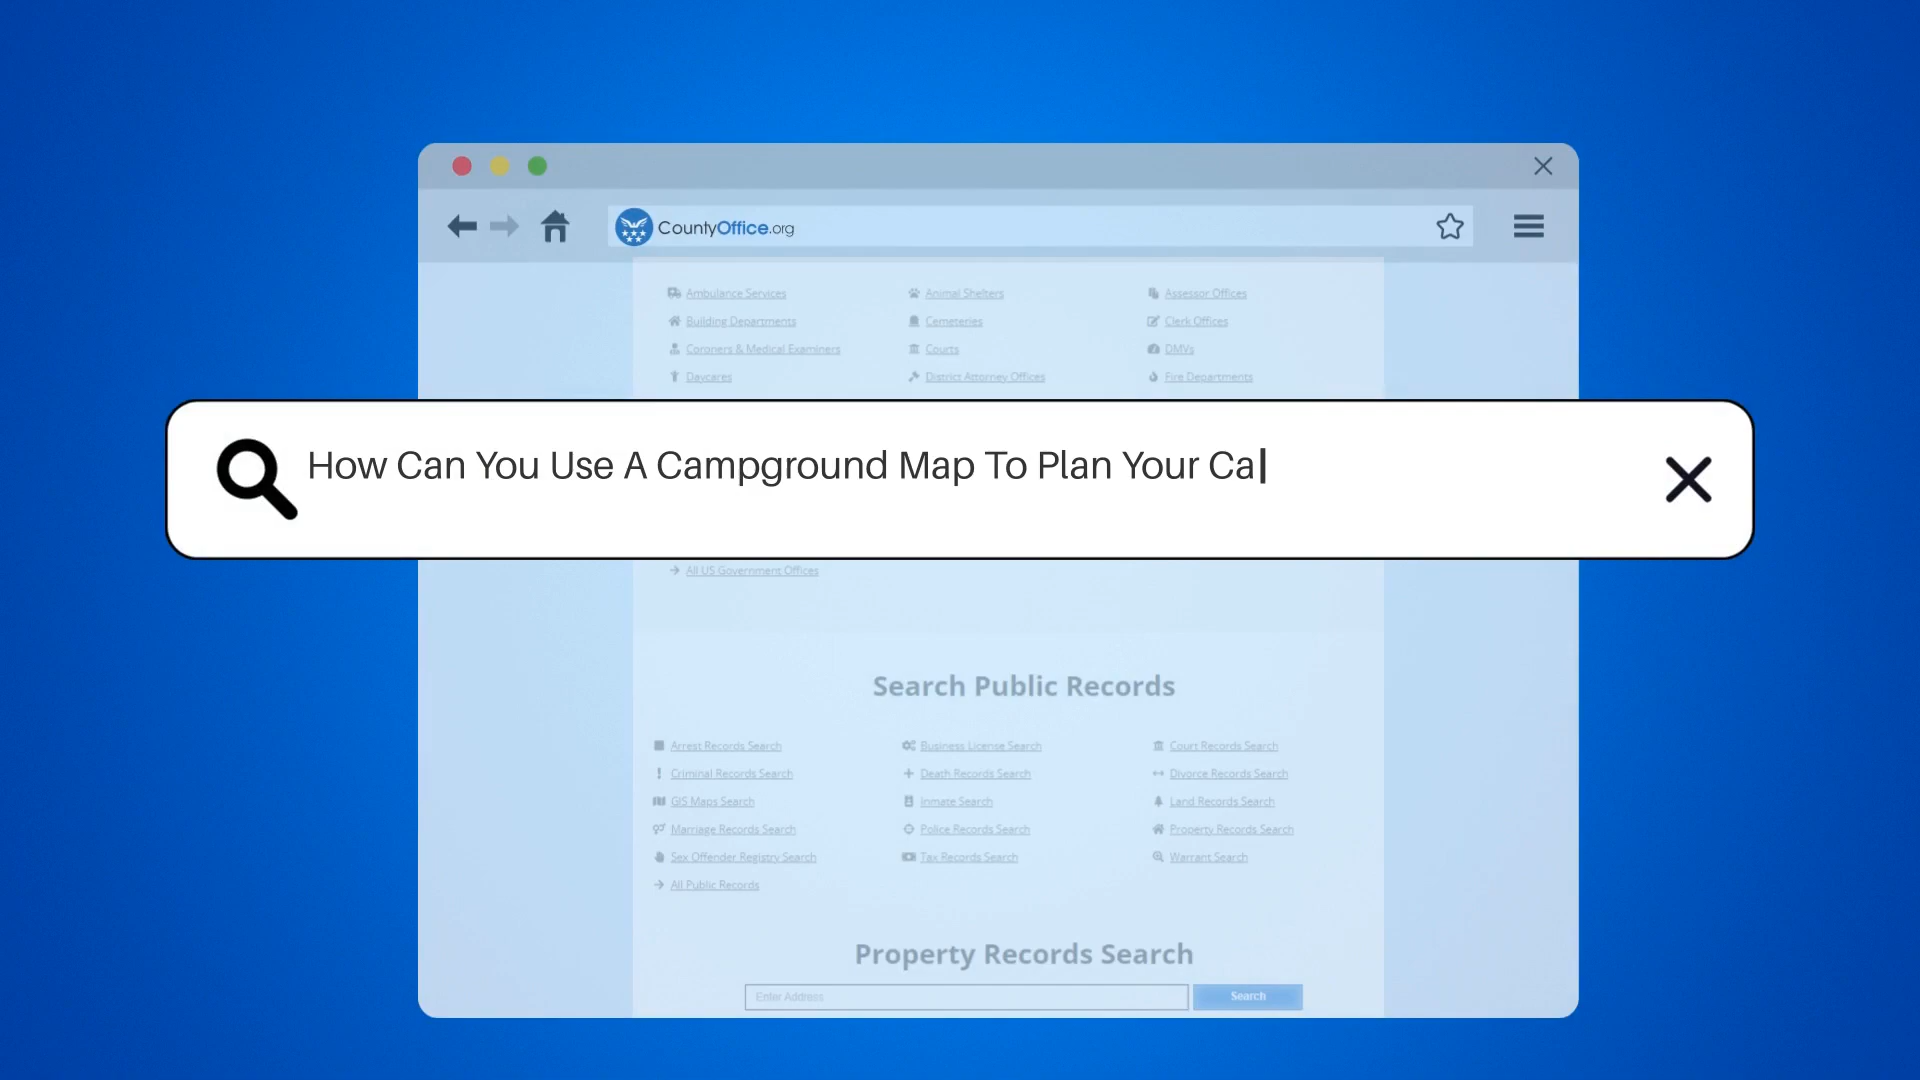 CountyOffice.org
Ambulance Services Animal Shelters Assessor Offices
Building Departments Cemeteries Clerk Offices
Coroners & Medical Examiners Courts DMVs
Daycares District Attorney Offices Fire Departments
How Can You Use A Campground Map To Plan Your Ca
All US Government Offices
Search Public Records
Arrest Records Search Business License Search Court Records Search
Criminal Records Search Death Records Search Divorce Records Search
GIS Maps Search Inmate Search Land Records Search
Marriage Records Search Police Records Search Property Records Search
Sex Offender Registry Search Tax Records Search Warrant Search
All Public Records
Property Records Search
Enter Address Search